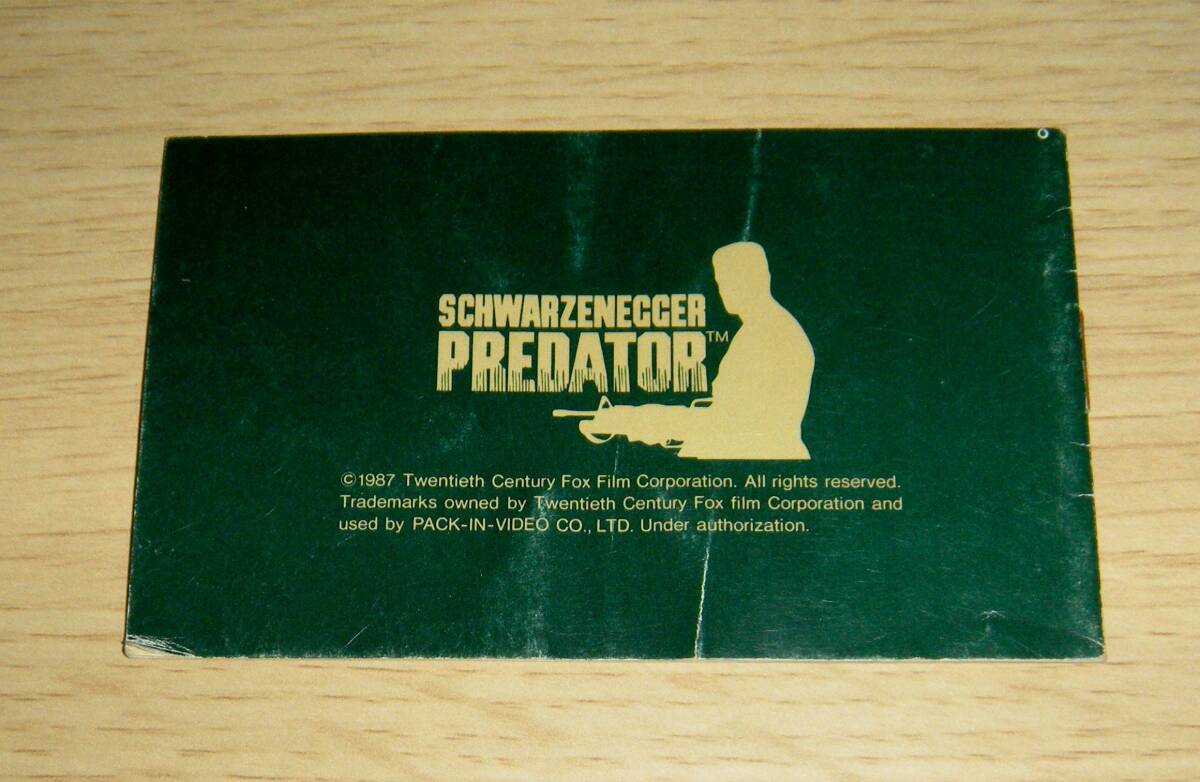 SCHWARZENEGGER
PREDATOR™
©1987 Twentieth Century Fox Film Corporation. All rights reserved.
Trademarks owned by Twentieth Century Fox film Corporation and
used by PACK-IN-VIDEO CO., LTD. Under authorization.